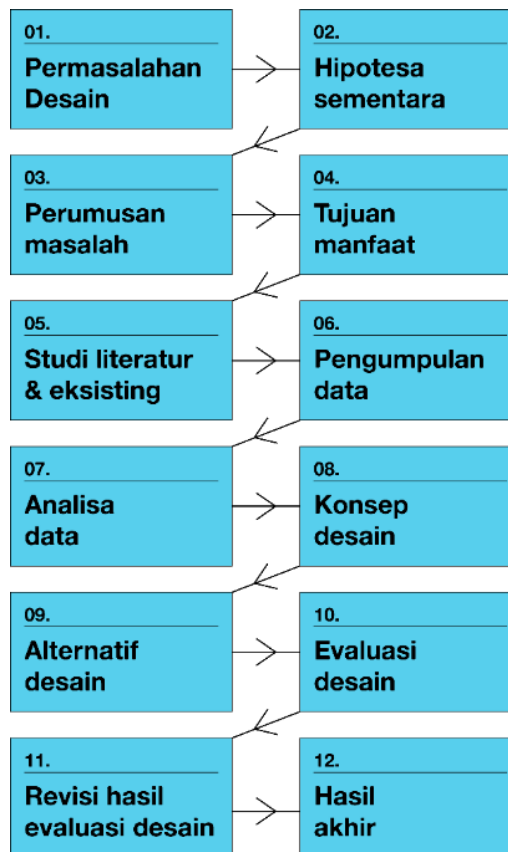 01.
Permasalahan
Desain
02.
Hipotesa
sementara
03.
Perumusan
masalah
04.
Tujuan
manfaat
05.
Studi literatur
& eksisting
06.
Pengumpulan
data
07.
Analisa
data
08.
Konsep
desain
09.
Alternatif
desain
10.
Evaluasi
desain
11.
Revisi hasil
evaluasi desain
12.
Hasil
akhir